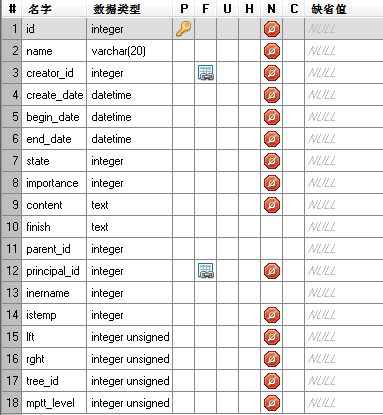 # 名字 数据类型 P F U H N C 缺省值
1 id integer NULL
2 name varchar(20) NULL
3 creator_id integer NULL
4 create_date datetime NULL
5 begin_date datetime NULL
6 end_date datetime NULL
7 state integer NULL
8 importance integer NULL
9 content text NULL
10 finish text NULL
11 parent_id integer NULL
12 principal_id integer NULL
13 inername integer NULL
14 istemp integer NULL
15 lft integer unsigned NULL
16 rght integer unsigned NULL
17 tree_id integer unsigned NULL
18 mptt_level integer unsigned NULL